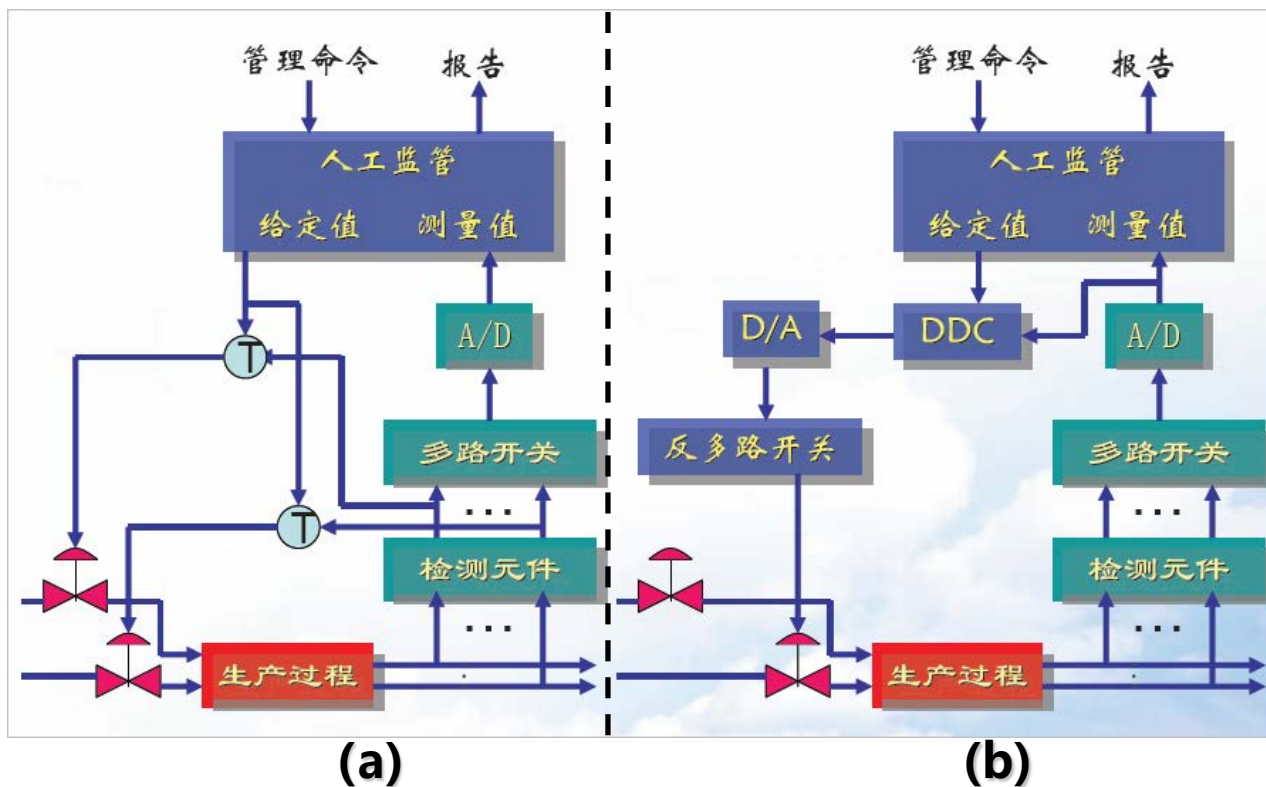 管理命令 报告
人工监管
给定值 测量值
A/D
T
多路开关
...
T
检测元件
...
生产过程
(a)
管理命令 报告
人工监管
给定值 测量值
D/A DDC A/D
反多路开关 多路开关
...
检测元件
...
生产过程
(b)